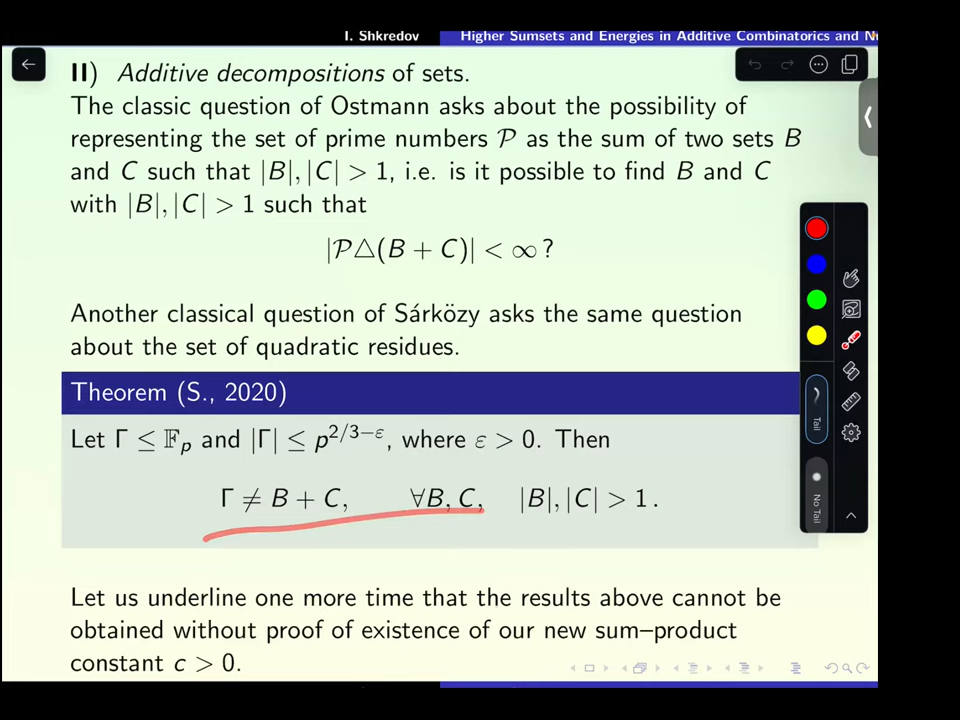 I. Shkredov Higher Sumsets and Energies in Additive Combinatorics and Nu
II) Additive decompositions of sets.
The classic question of Ostmann asks about the possibility of
representing the set of prime numbers 𝒫 as the sum of two sets B
and C such that |B|, |C| > 1, i.e. is it possible to find B and C
with |B|, |C| > 1 such that
|𝒫△(B + C)| < ∞ ?
Another classical question of Sárközy asks the same question
about the set of quadratic residues.
Theorem (S., 2020)
Let Γ ≤ 𝔽_p and |Γ| ≤ p^{2/3−ε}, where ε > 0. Then
Γ ≠ B + C, ∀B, C, |B|, |C| > 1 .
Let us underline one more time that the results above cannot be
obtained without proof of existence of our new sum–product
constant c > 0.
Tail
No Tail